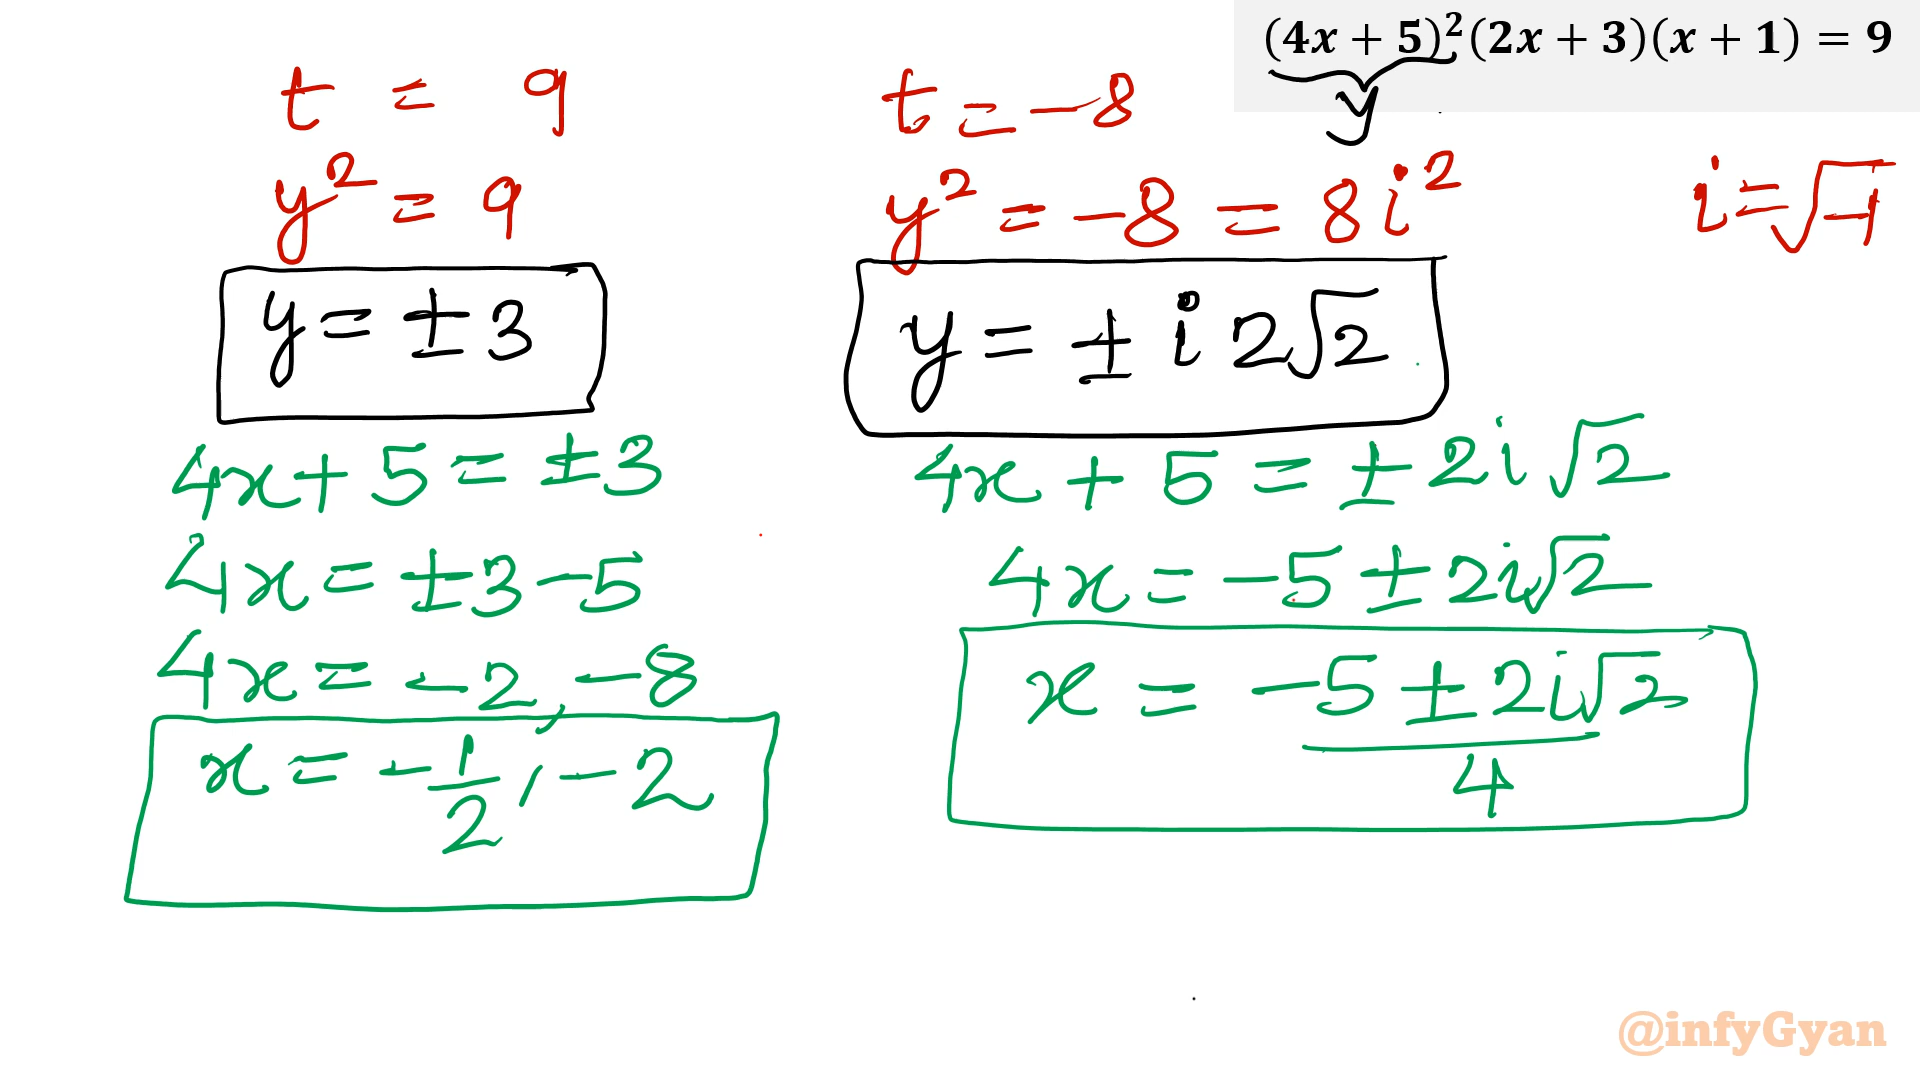 (4x + 5)²(2x + 3)(x + 1) = 9
y
t = 9
y² = 9
y = ± 3
4x + 5 = ±3
4x = ±3 - 5
4x = -2, -8
x = -1/2, -2
t = -8
y² = -8 = 8i²
i = √-1
y = ± i 2√2
4x + 5 = ± 2i√2
4x = -5 ± 2i√2
x = -5 ± 2i√2 / 4
@infyGyan